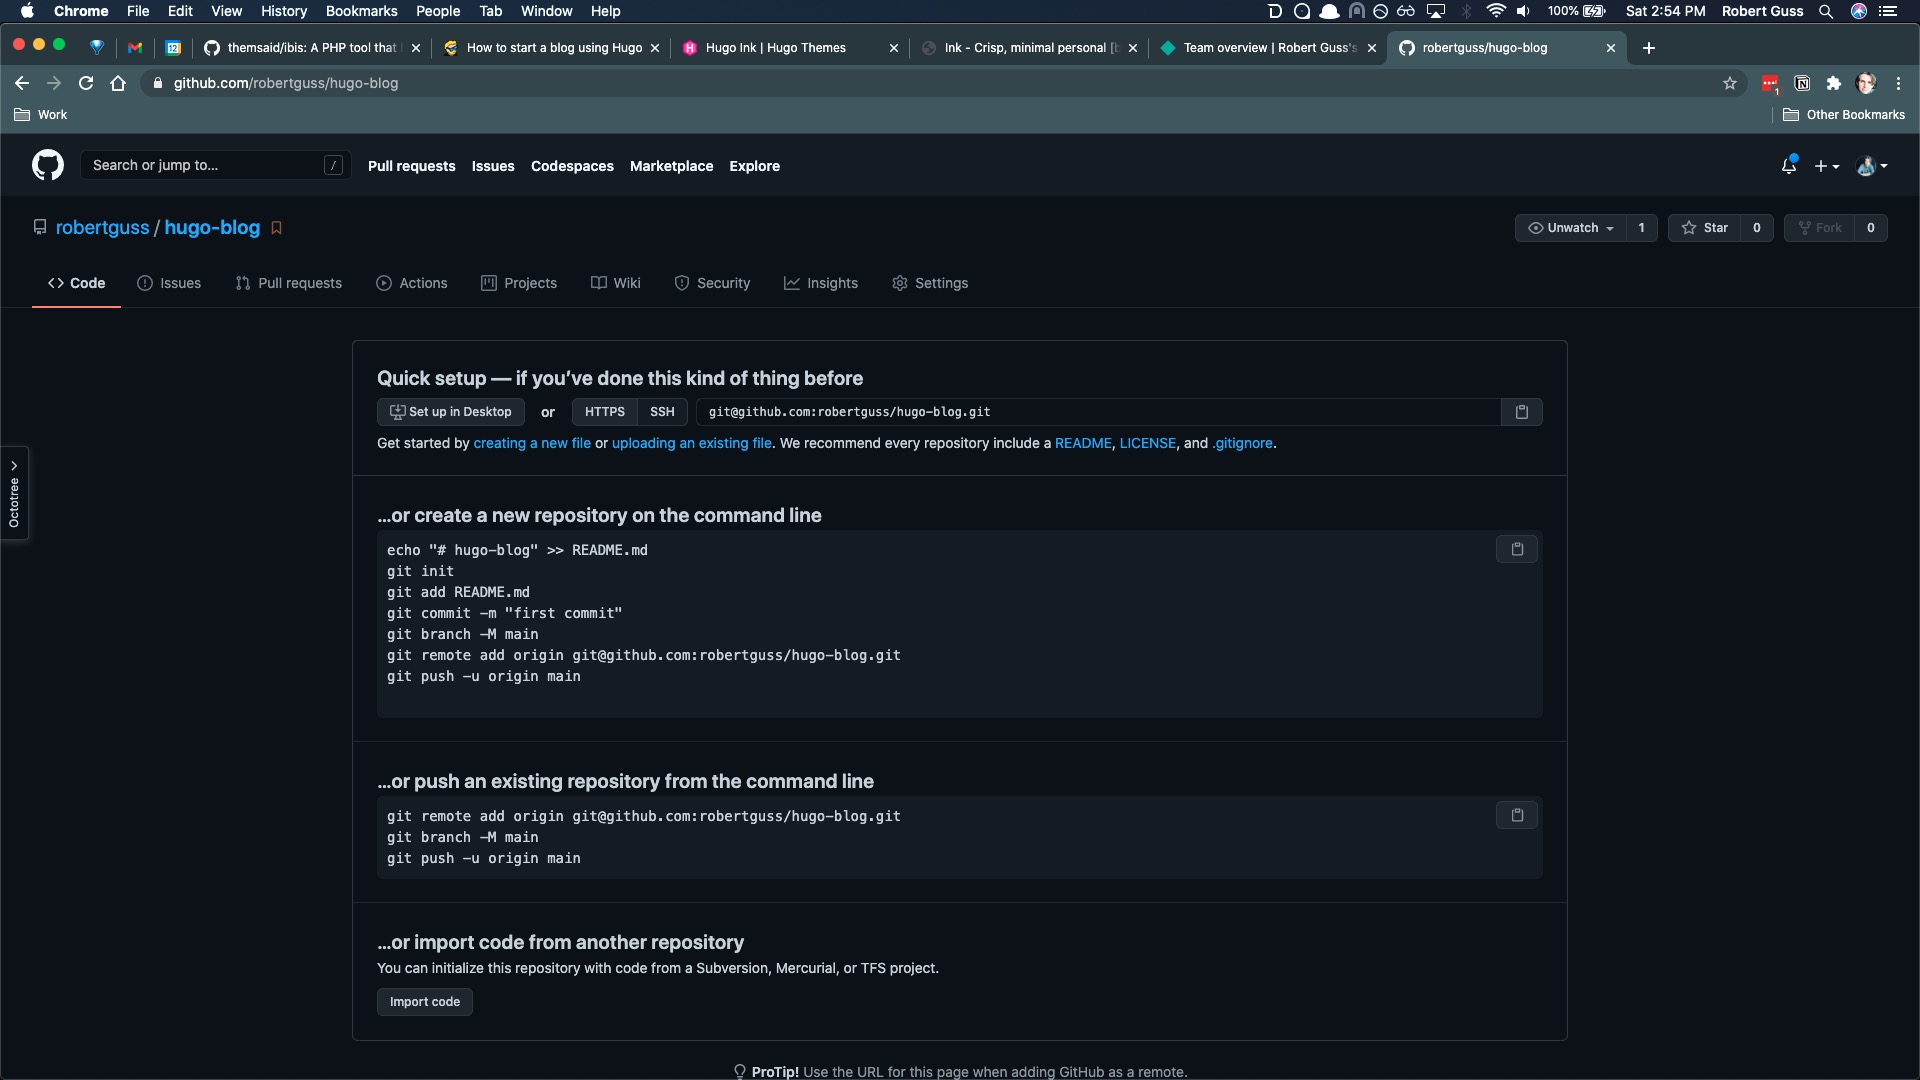 Chrome File Edit View History Bookmarks People Tab Window Help 100% Sat 2:54 PM Robert Guss
12 themsaid/ibis: A PHP tool that How to start a blog using Hugo Hugo Ink | Hugo Themes Ink - Crisp, minimal personal Team overview | Robert Guss's robertguss/hugo-blog
github.com/robertguss/hugo-blog 1
Work Other Bookmarks
Search or jump to... / Pull requests Issues Codespaces Marketplace Explore
robertguss / hugo-blog Unwatch 1 Star 0 Fork 0
Code Issues Pull requests Actions Projects Wiki Security Insights Settings
Octotree
Quick setup — if you've done this kind of thing before
Set up in Desktop or HTTPS SSH git@github.com:robertguss/hugo-blog.git
Get started by creating a new file or uploading an existing file. We recommend every repository include a README, LICENSE, and .gitignore.
...or create a new repository on the command line
echo "# hugo-blog" >> README.md
git init
git add README.md
git commit -m "first commit"
git branch -M main
git remote add origin git@github.com:robertguss/hugo-blog.git
git push -u origin main
...or push an existing repository from the command line
git remote add origin git@github.com:robertguss/hugo-blog.git
git branch -M main
git push -u origin main
...or import code from another repository
You can initialize this repository with code from a Subversion, Mercurial, or TFS project.
Import code
ProTip! Use the URL for this page when adding GitHub as a remote.